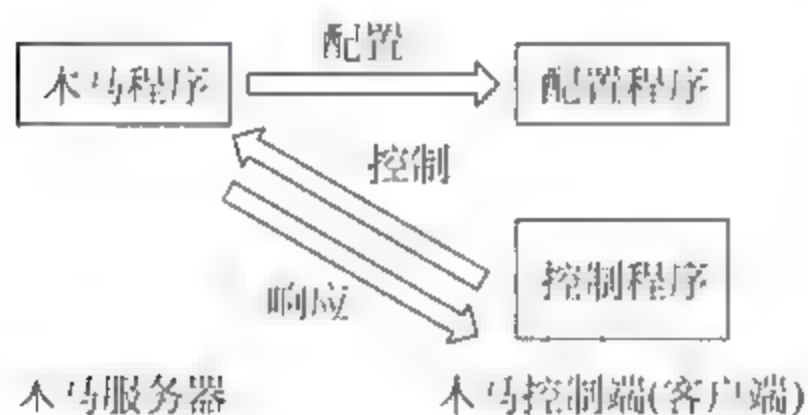 配置
木马程序
配置程序
控制
控制程序
响应
木马服务器
木马控制端(客户端)